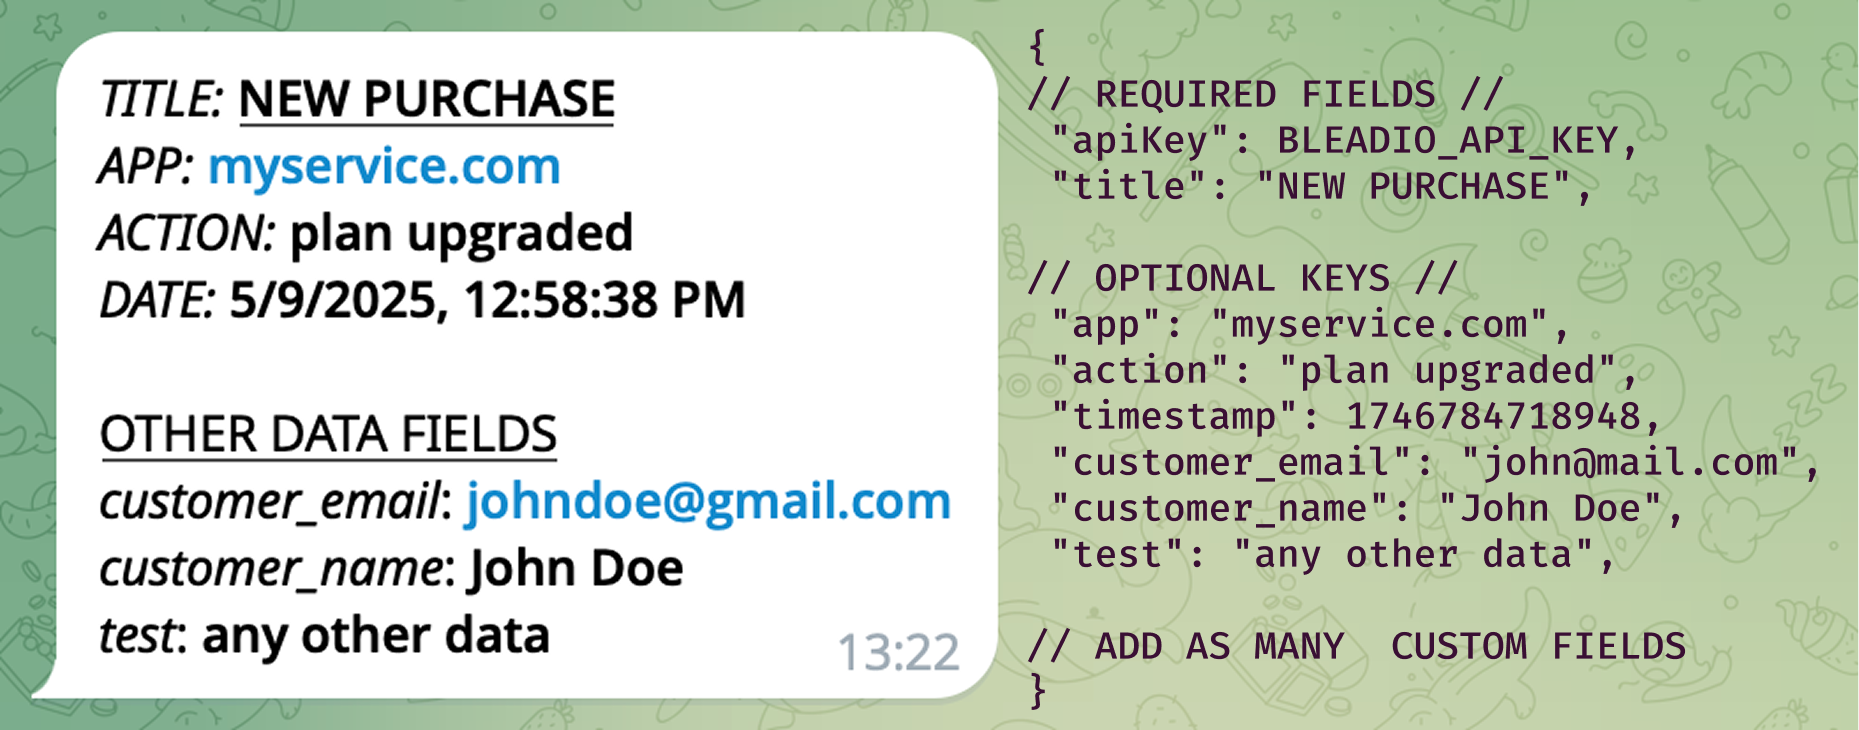 TITLE: NEW PURCHASE
APP: myservice.com
ACTION: plan upgraded
DATE: 5/9/2025, 12:58:38 PM
OTHER DATA FIELDS
customer_email: johndoe@gmail.com
customer_name: John Doe
test: any other data
13:22
{
// REQUIRED FIELDS //
"apiKey": BLEADIO_API_KEY,
"title": "NEW PURCHASE",
// OPTIONAL KEYS //
"app": "myservice.com",
"action": "plan upgraded",
"timestamp": 1746784718948,
"customer_email": "john@mail.com",
"customer_name": "John Doe",
"test": "any other data",
// ADD AS MANY  CUSTOM FIELDS
}